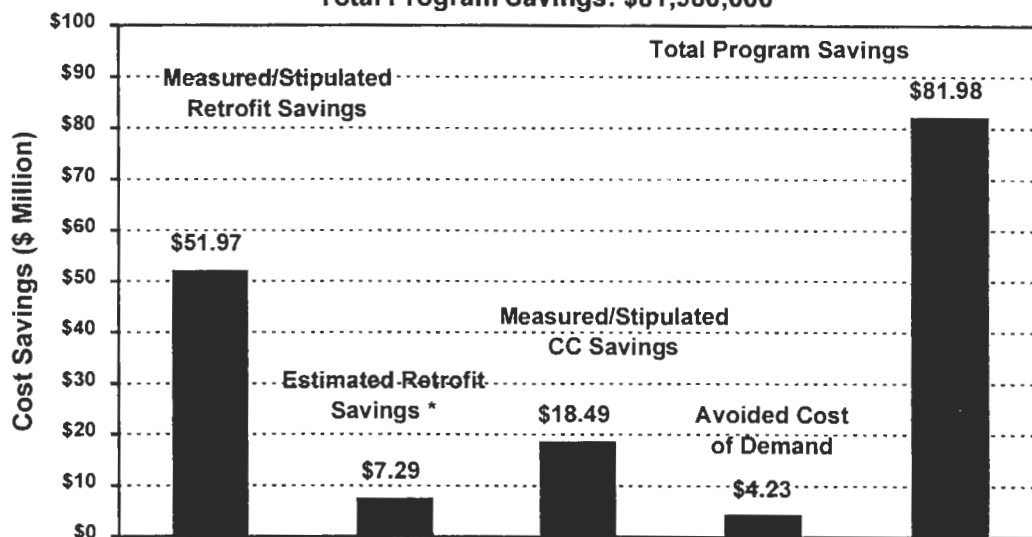 Total Program Savings: $81,980,000
$100
$90
$80
$70
$60
$50
$40
$30
$20
$10
$0
Cost Savings ($ Million)
Measured/Stipulated
Retrofit Savings
$51.97
Estimated Retrofit
Savings *
$7.29
Measured/Stipulated
CC Savings
$18.49
Avoided Cost
of Demand
$4.23
Total Program Savings
$81.98